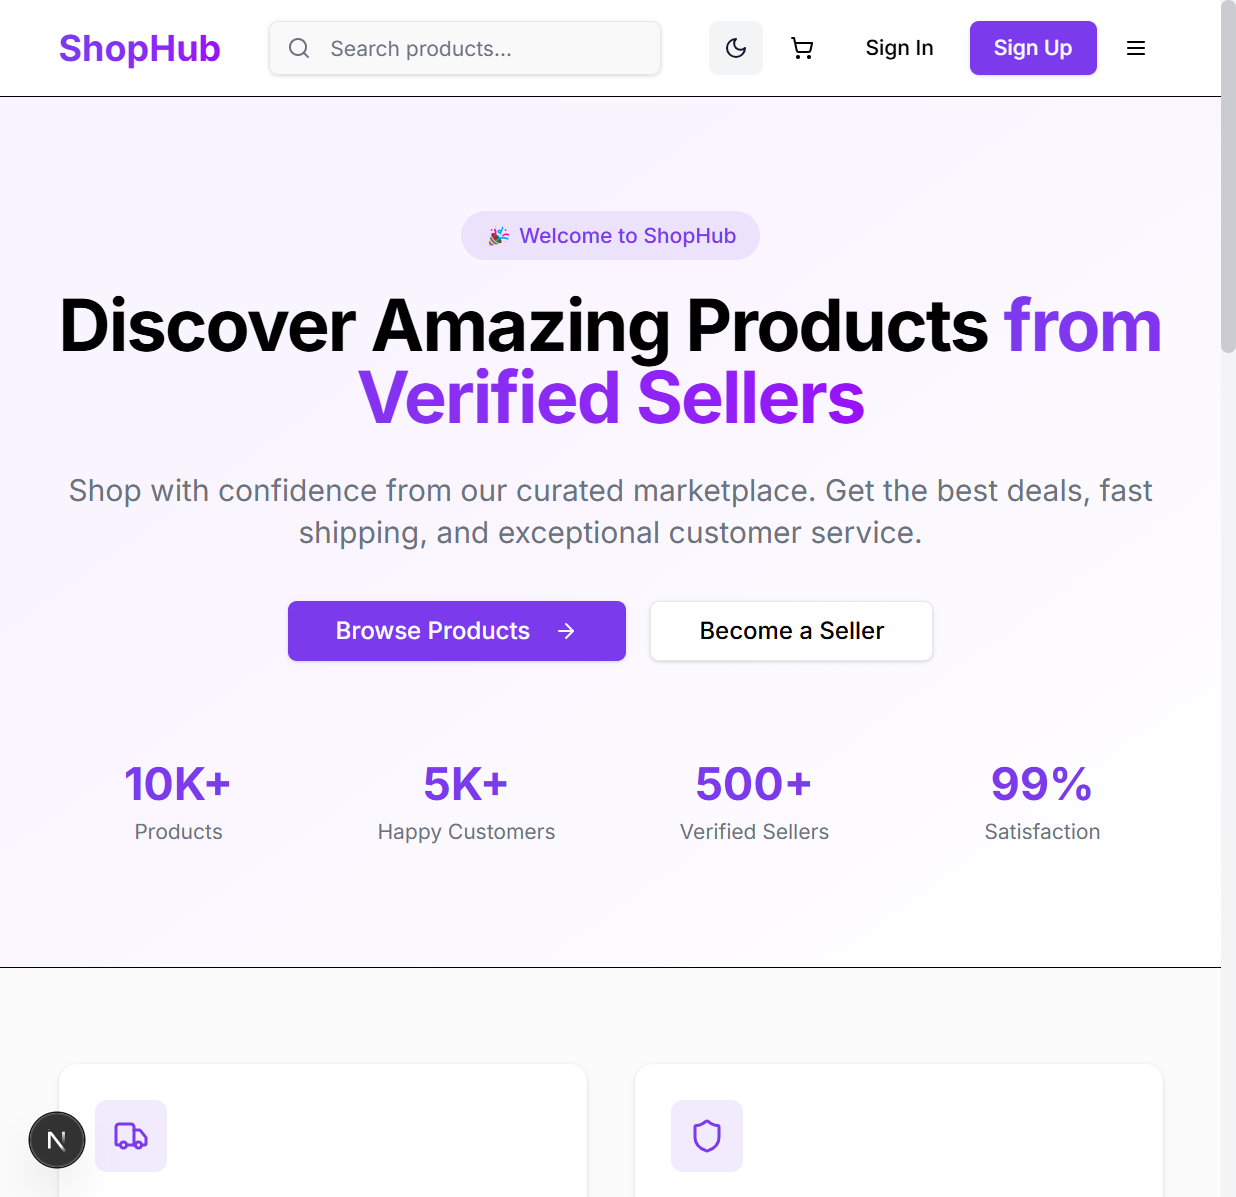 ShopHub
Search products...
Sign In
Sign Up
🎉 Welcome to ShopHub
Discover Amazing Products from
Verified Sellers
Shop with confidence from our curated marketplace. Get the best deals, fast
shipping, and exceptional customer service.
Browse Products →
Become a Seller
10K+
Products
5K+
Happy Customers
500+
Verified Sellers
99%
Satisfaction
N